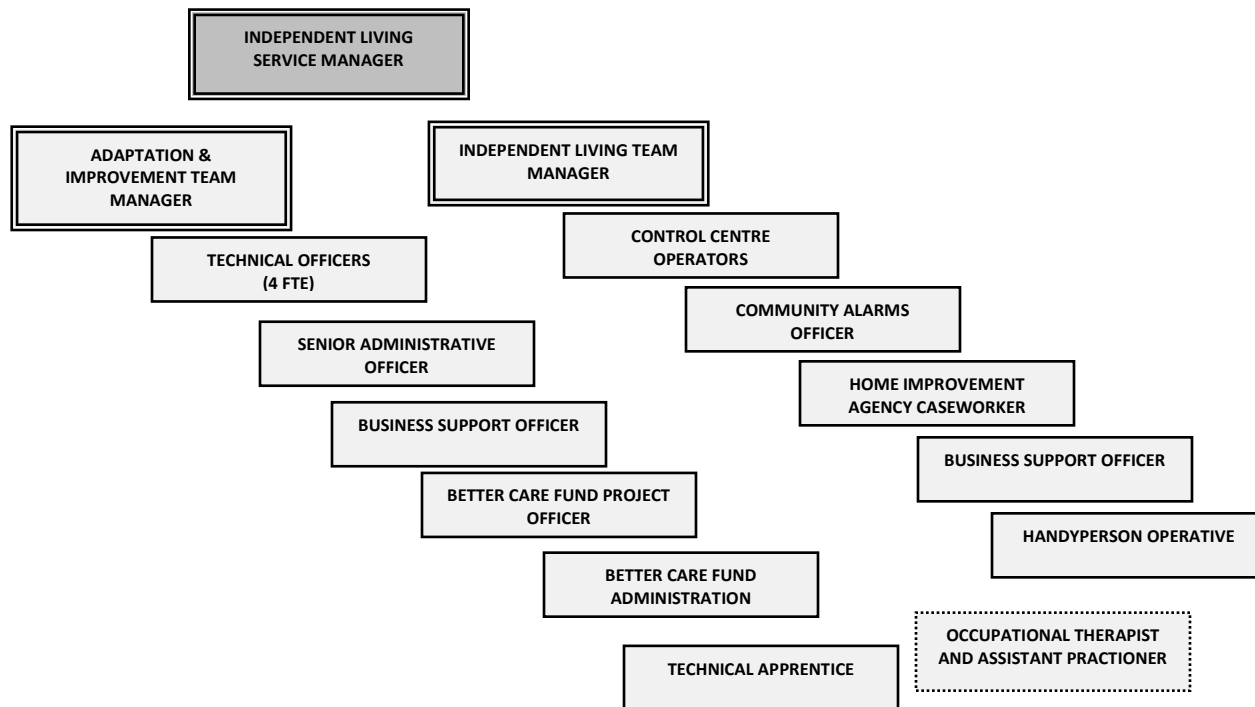 INDEPENDENT LIVING
SERVICE MANAGER
ADAPTATION &
IMPROVEMENT TEAM
MANAGER
INDEPENDENT LIVING TEAM
MANAGER
TECHNICAL OFFICERS
(4 FTE)
CONTROL CENTRE
OPERATORS
SENIOR ADMINISTRATIVE
OFFICER
COMMUNITY ALARMS
OFFICER
BUSINESS SUPPORT OFFICER
HOME IMPROVEMENT
AGENCY CASEWORKER
BETTER CARE FUND PROJECT
OFFICER
BUSINESS SUPPORT OFFICER
BETTER CARE FUND
ADMINISTRATION
HANDYPERSON OPERATIVE
TECHNICAL APPRENTICE
OCCUPATIONAL THERAPIST
AND ASSISTANT PRACTIONER